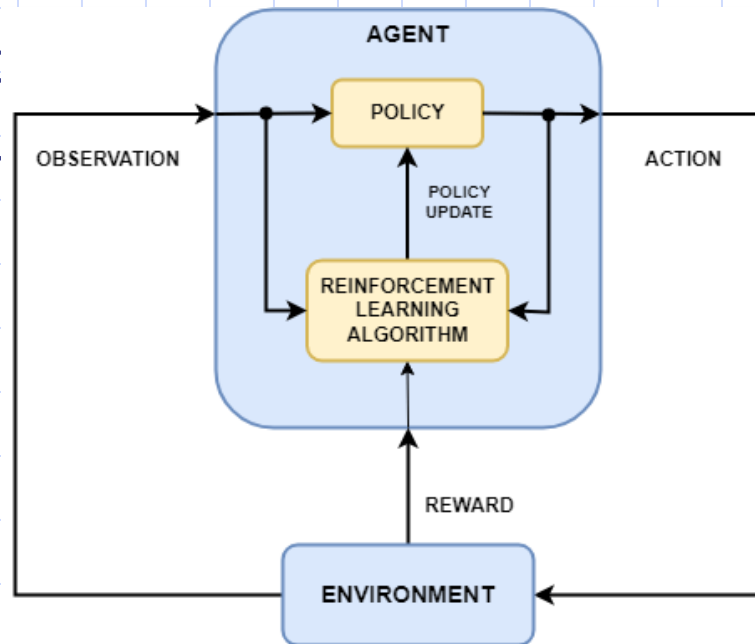 AGENT
POLICY
OBSERVATION
ACTION
POLICY
UPDATE
REINFORCEMENT
LEARNING
ALGORITHM
REWARD
ENVIRONMENT